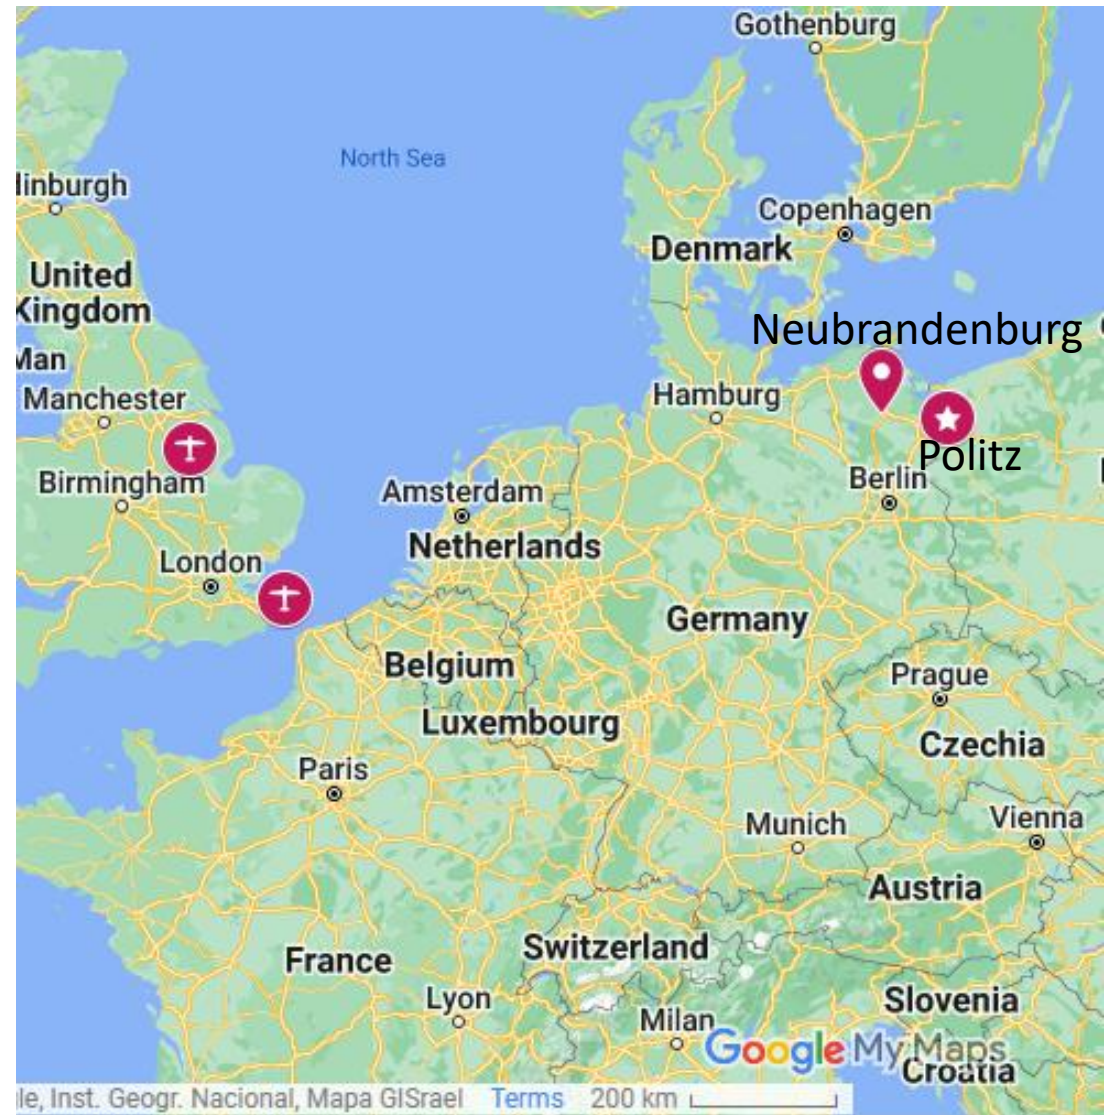 Gothenburg
North Sea
dinburgh
Copenhagen
Denmark
United
Kingdom
Neubrandenburg
Man
Manchester
Hamburg
Politz
Birmingham
Amsterdam
Berlin
Netherlands
London
Germany
Belgium
Prague
Luxembourg
Czechia
Paris
Munich
Vienna
Austria
France
Switzerland
Lyon
Slovenia
Milan
Google My Maps
Croatia
le, Inst. Geogr. Nacional, Mapa GISrael Terms 200 km